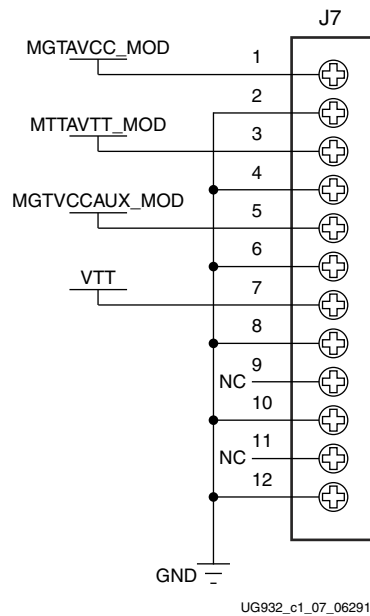 J7
MGTAVCC_MOD
1
2
MTTAVTT_MOD
3
4
MGTVCCAUX_MOD
5
6
VTT
7
8
9
NC
10
11
NC
12
GND
UG932_c1_07_06291